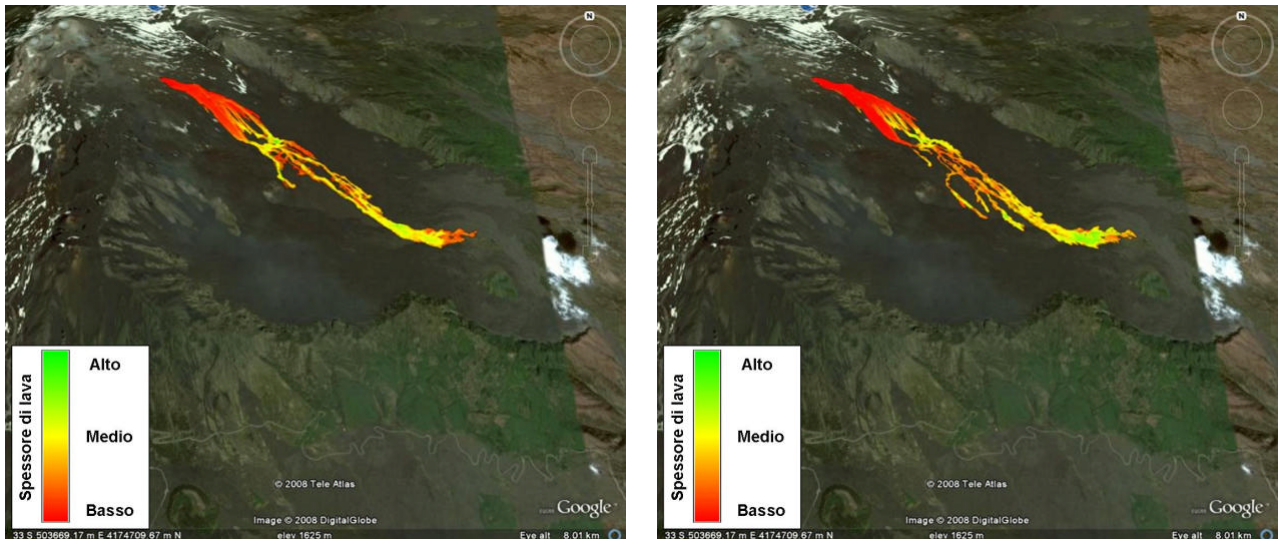 N
Spessore di lava
Alto
Medio
Basso
© 2008 Tele Atlas
Image © 2008 DigitalGlobe
Google
33 S 503669.17 m E 4174709.67 m N
elev 1625 m
Eye alt 8.01 km
N
Spessore di lava
Alto
Medio
Basso
© 2008 Tele Atlas
Image © 2008 DigitalGlobe
Google
33 S 503669.17 m E 4174709.67 m N
elev 1625 m
Eye alt 8.01 km